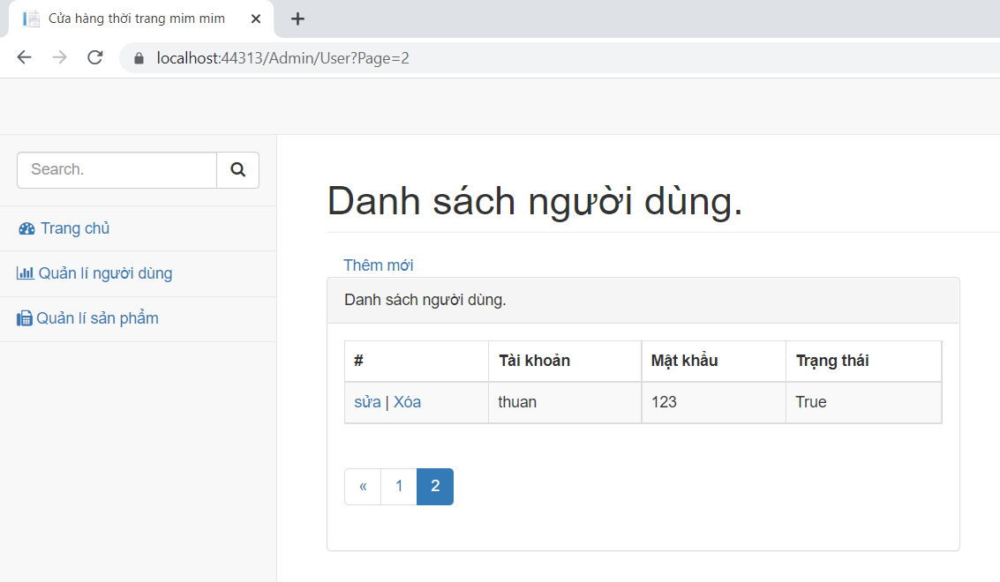 Cửa hàng thời trang mim mim
localhost:44313/Admin/User?Page=2
Search.
Trang chủ
Quản lí người dùng
Quản lí sản phẩm
Danh sách người dùng.
Thêm mới
Danh sách người dùng.
# Tài khoản Mật khẩu Trạng thái
sửa | Xóa thuan 123 True
« 1 2